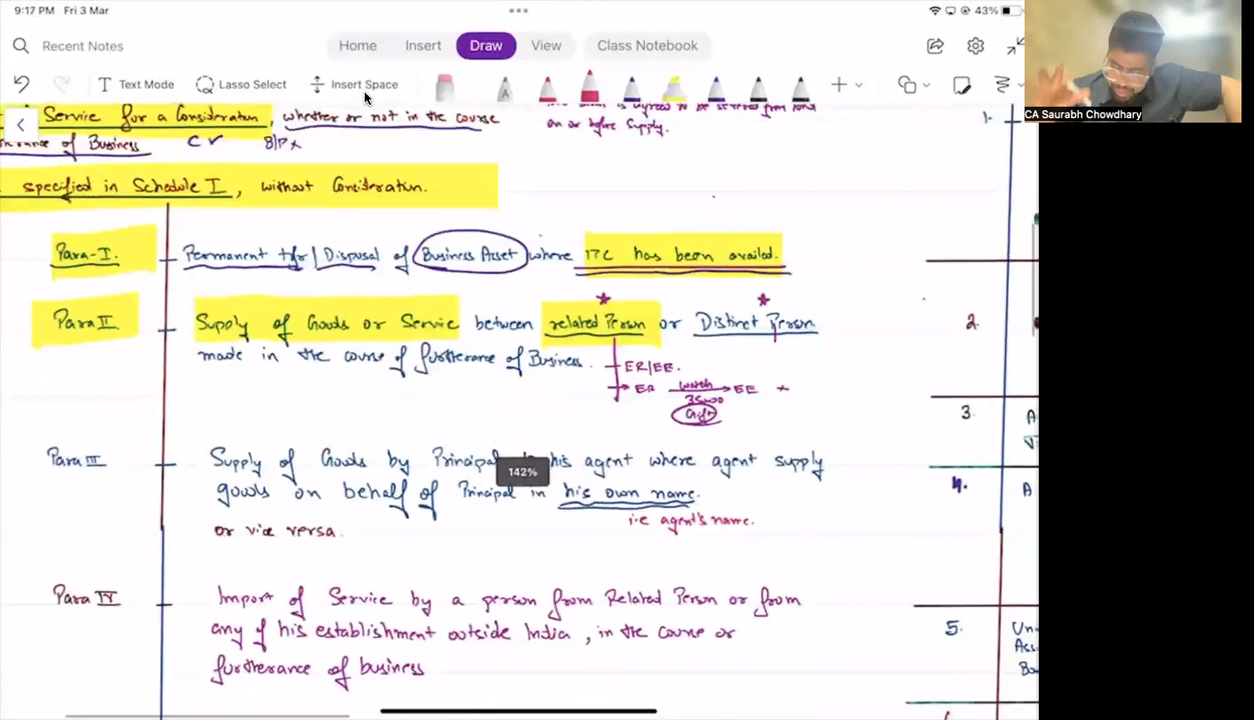 9:17 PM Fri 3 Mar
43%
Recent Notes
Home Insert Draw View Class Notebook
Text Mode Lasso Select Insert Space
CA Saurabh Chowdhary
Service for a Consideration, whether or not in the course
on or before supply.
of Business
specified in Schedule I, without Consideration.
Para-I. Permanent tfr/Disposal of Business Asset where ITC has been availed.
Para II Supply of Goods or Service between related Person or Distinct Person
made in the course of furtherance of Business.
ER/EE.
ER worth EE
Gift
Para III Supply of Goods by Principal his agent where agent supply
goods on behalf of Principal in his own name.
or vice versa. i.e agent's name.
142%
Para IV Import of Service by a person from Related Person or from
any of his establishment outside India, in the course or
furtherance of business
1.
2.
3. A
4. A
5. Un